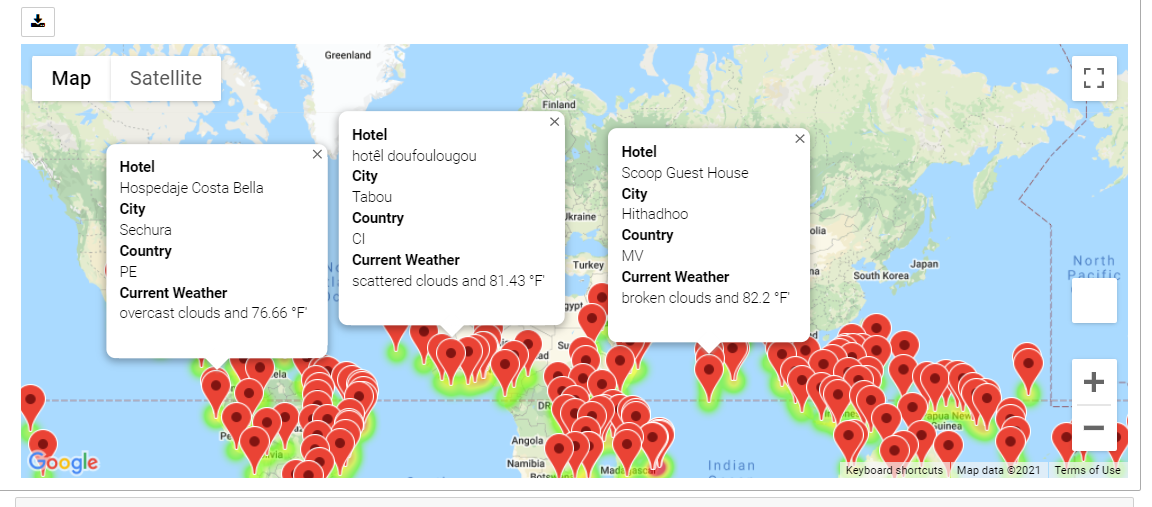 Map
Satellite
Greenland
Finland
Hotel
Hospedaje Costa Bella
City
Sechura
Country
PE
Current Weather
overcast clouds and 76.66 °F'
Hotel
hotêl doufoulougou
City
Tabou
Country
CI
Current Weather
scattered clouds and 81.43 °F'
Hotel
Scoop Guest House
City
Hithadhoo
Country
MV
Current Weather
broken clouds and 82.2 °F'
Ukraine
Turkey
South Korea
Japan
North
Pacific
DR
Angola
Namibia
Madagascar
Papua New
Guinea
Indian
Google
Keyboard shortcuts
Map data ©2021
Terms of Use